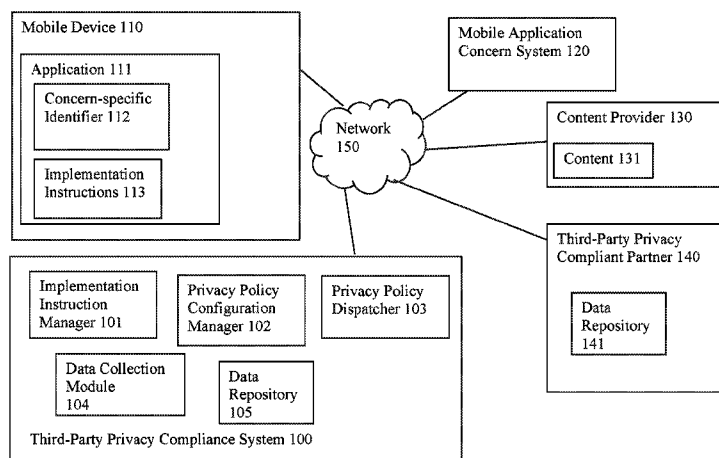 Mobile Device 110
Application 111
Concern-specific
Identifier 112
Implementation
Instructions 113
Network
150
Mobile Application
Concern System 120
Content Provider 130
Content 131
Third-Party Privacy
Compliant Partner 140
Data
Repository
141
Implementation
Instruction
Manager 101
Privacy Policy
Configuration
Manager 102
Privacy Policy
Dispatcher 103
Data Collection
Module
104
Data
Repository
105
Third-Party Privacy Compliance System 100